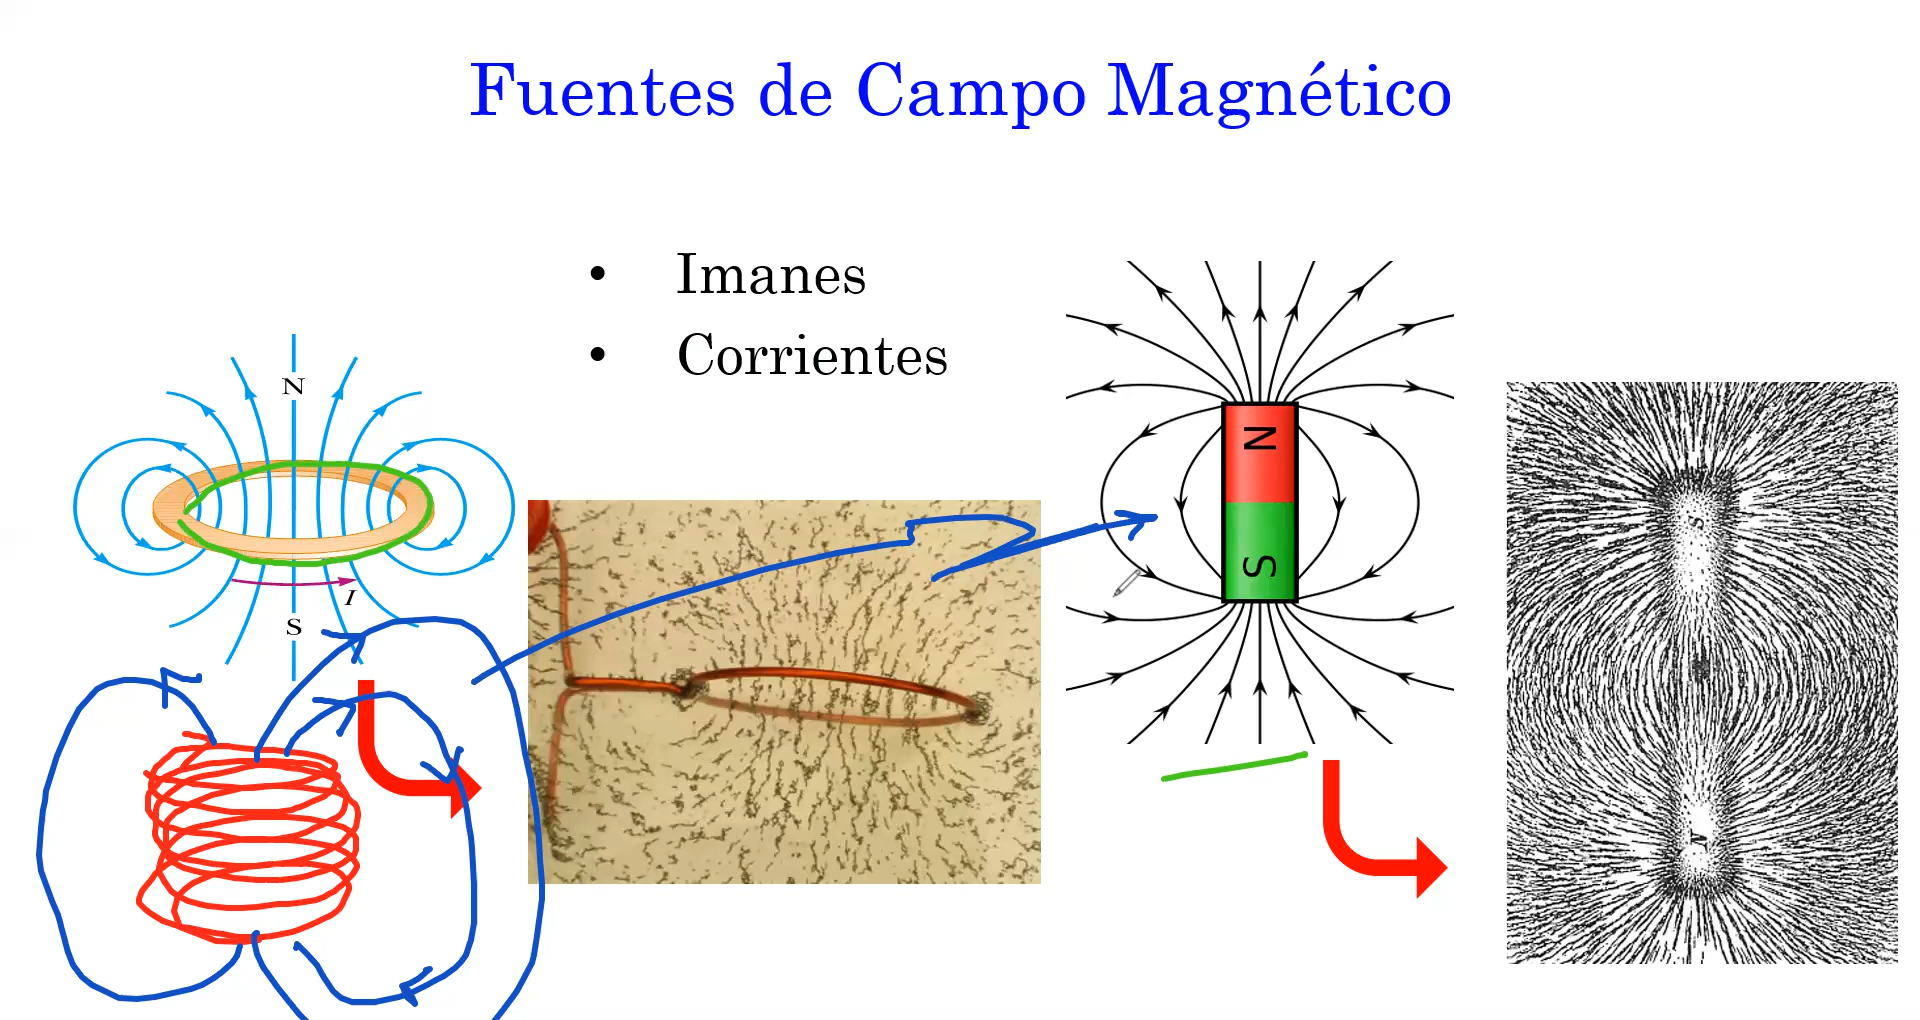 Fuentes de Campo Magnético
• Imanes
• Corrientes
N
I
S
N
S
S
N